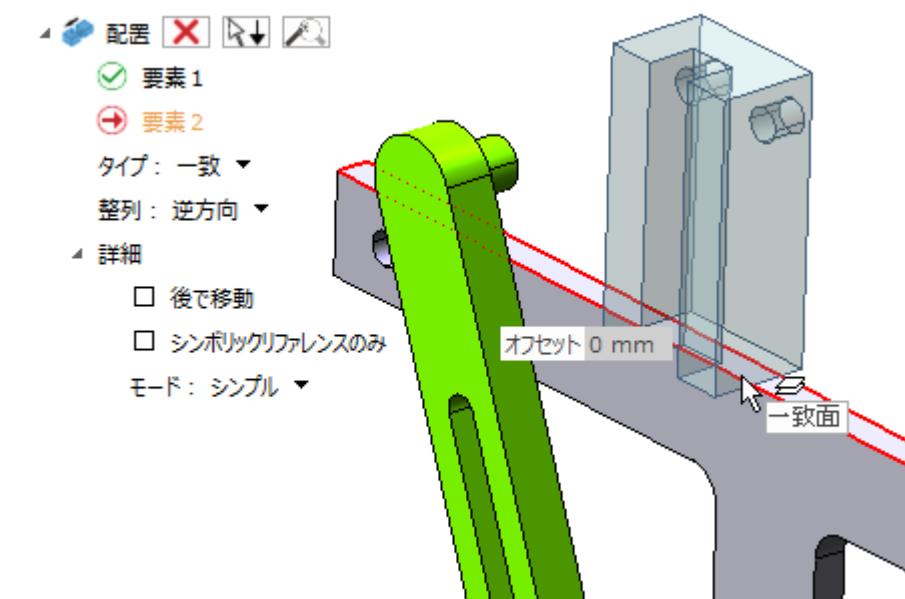 配置
要素 1
要素 2
タイプ： 一致
整列： 逆方向
詳細
後で移動
シンボリックリファレンスのみ
モード： シンプル
オフセット 0 mm
一致面